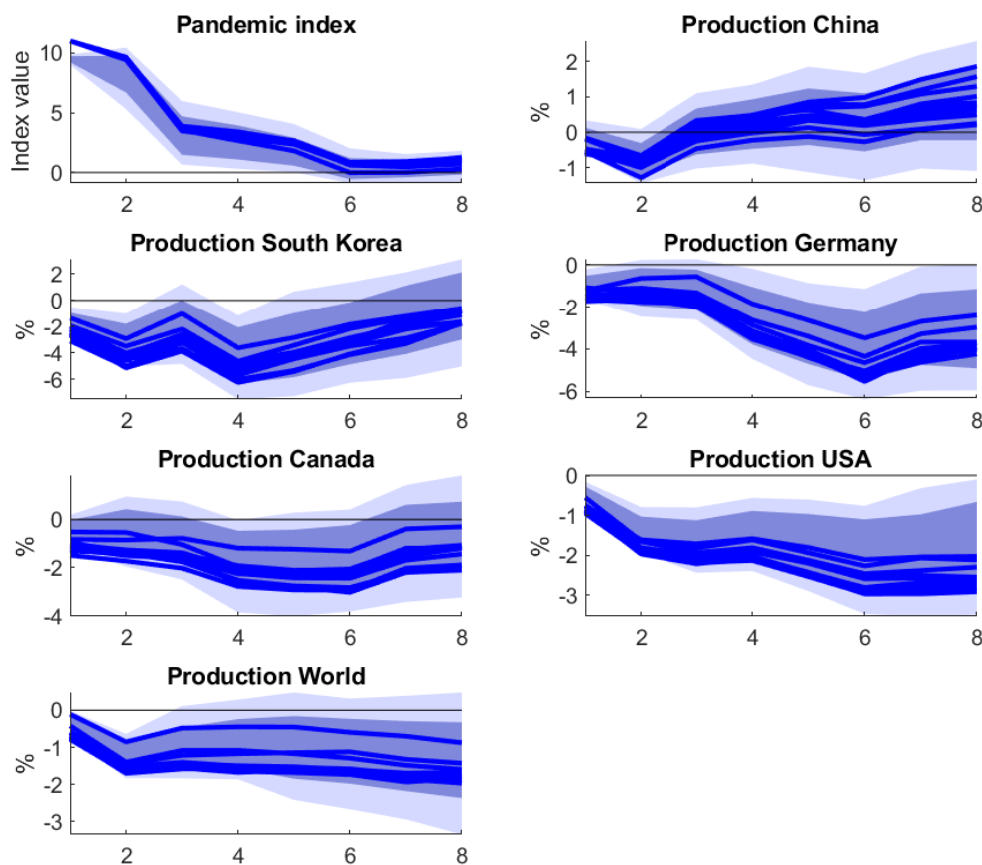 Pandemic index
Index value
10
5
0
2 4 6 8
Production China
%
2
1
0
-1
2 4 6 8
Production South Korea
%
2
0
-2
-4
-6
2 4 6 8
Production Germany
%
0
-2
-4
-6
2 4 6 8
Production Canada
%
0
-2
-4
2 4 6 8
Production USA
%
0
-1
-2
-3
2 4 6 8
Production World
%
0
-1
-2
-3
2 4 6 8